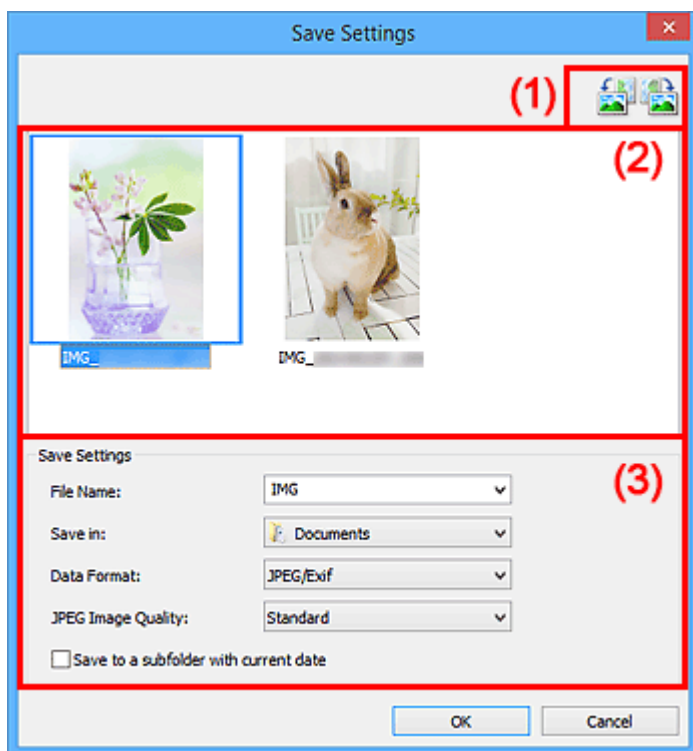 Save Settings
(1)
(2)
IMG_
IMG_
Save Settings
(3)
File Name: IMG
Save in: Documents
Data Format: JPEG/Exif
JPEG Image Quality: Standard
Save to a subfolder with current date
OK Cancel